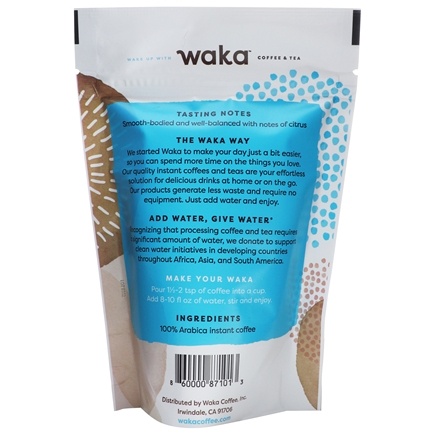 WAKE UP WITH waka COFFEE & TEA
TASTING NOTES
Smooth-bodied and well-balanced with notes of citrus
THE WAKA WAY
We started Waka to make your day just a bit easier,
so you can spend more time on the things you love.
Our quality instant coffees and teas are your effortless
solution for delicious drinks at home or on the go.
Our products generate less waste and require no
equipment. Just add water and enjoy.
ADD WATER, GIVE WATER*
Recognizing that processing coffee and tea requires
significant amount of water, we donate to support
clean water initiatives in developing countries
throughout Africa, Asia, and South America.
MAKE YOUR WAKA
Pour 1½-2 tsp of coffee into a cup.
Add 8-10 fl oz of water, stir and enjoy.
INGREDIENTS
100% Arabica instant coffee
8 60000 87101 3
Distributed by Waka Coffee, Inc.
Irwindale, CA 91706
wakacoffee.com